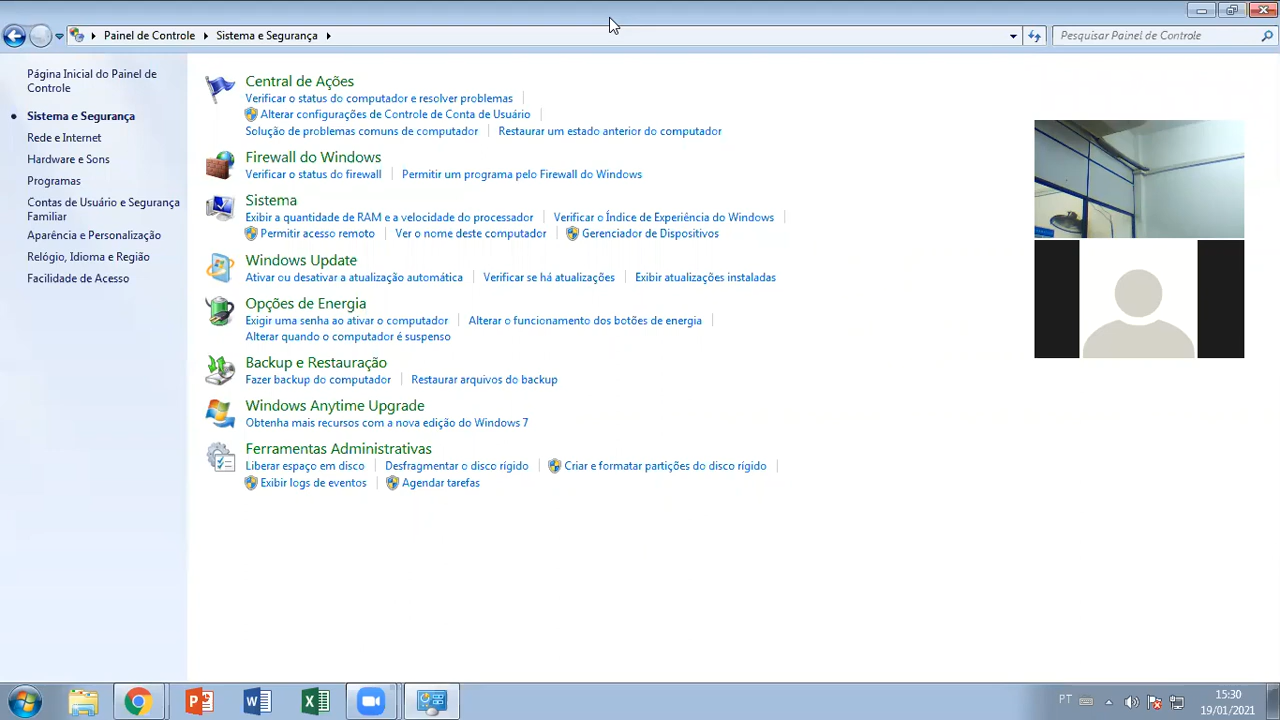 Painel de Controle Sistema e Segurança Pesquisar Painel de Controle
Página Inicial do Painel de
Controle
Sistema e Segurança
Rede e Internet
Hardware e Sons
Programas
Contas de Usuário e Segurança
Familiar
Aparência e Personalização
Relógio, Idioma e Região
Facilidade de Acesso
Central de Ações
Verificar o status do computador e resolver problemas
Alterar configurações de Controle de Conta de Usuário
Solução de problemas comuns de computador Restaurar um estado anterior do computador
Firewall do Windows
Verificar o status do firewall Permitir um programa pelo Firewall do Windows
Sistema
Exibir a quantidade de RAM e a velocidade do processador Verificar o Índice de Experiência do Windows
Permitir acesso remoto Ver o nome deste computador Gerenciador de Dispositivos
Windows Update
Ativar ou desativar a atualização automática Verificar se há atualizações Exibir atualizações instaladas
Opções de Energia
Exigir uma senha ao ativar o computador Alterar o funcionamento dos botões de energia
Alterar quando o computador é suspenso
Backup e Restauração
Fazer backup do computador Restaurar arquivos do backup
Windows Anytime Upgrade
Obtenha mais recursos com a nova edição do Windows 7
Ferramentas Administrativas
Liberar espaço em disco Desfragmentar o disco rígido Criar e formatar partições do disco rígido
Exibir logs de eventos Agendar tarefas
PT 15:30
19/01/2021